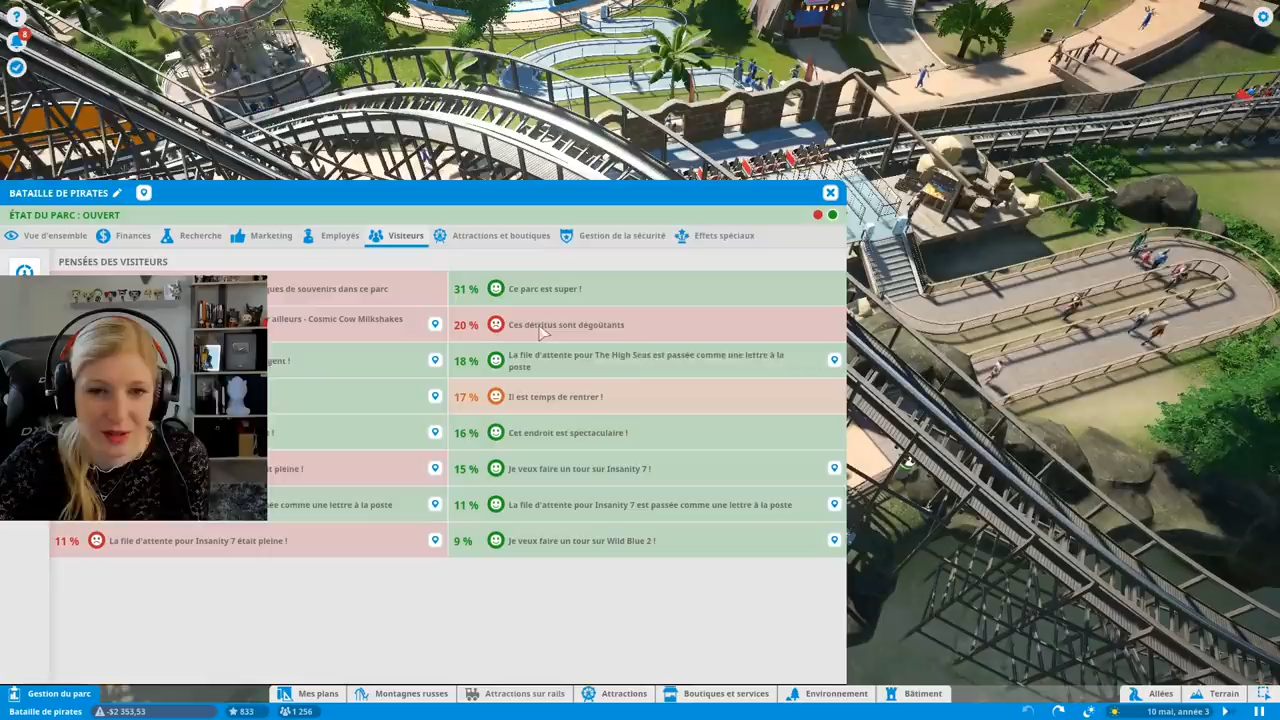 8
BATAILLE DE PIRATES
ÉTAT DU PARC : OUVERT
Vue d'ensemble
Finances
Recherche
Marketing
Employés
Visiteurs
Attractions et boutiques
Gestion de la sécurité
Effets spéciaux
PENSÉES DES VISITEURS
ques de souvenirs dans ce parc
31 % Ce parc est super !
r ailleurs - Cosmic Cow Milkshakes
20 % Ces détritus sont dégoûtants
gent !
18 % La file d'attente pour The High Seas est passée comme une lettre à la
poste
17 % Il est temps de rentrer !
!
16 % Cet endroit est spectaculaire !
it pleine !
15 % Je veux faire un tour sur Insanity 7 !
ée comme une lettre à la poste
11 % La file d'attente pour Insanity 7 est passée comme une lettre à la poste
11 % La file d'attente pour Insanity 7 était pleine !
9 % Je veux faire un tour sur Wild Blue 2 !
Gestion du parc
Mes plans
Montagnes russes
Attractions sur rails
Attractions
Boutiques et services
Environnement
Bâtiment
Allées
Terrain
Bataille de pirates
-$2 353,53
833
1 256
10 mai, année 3